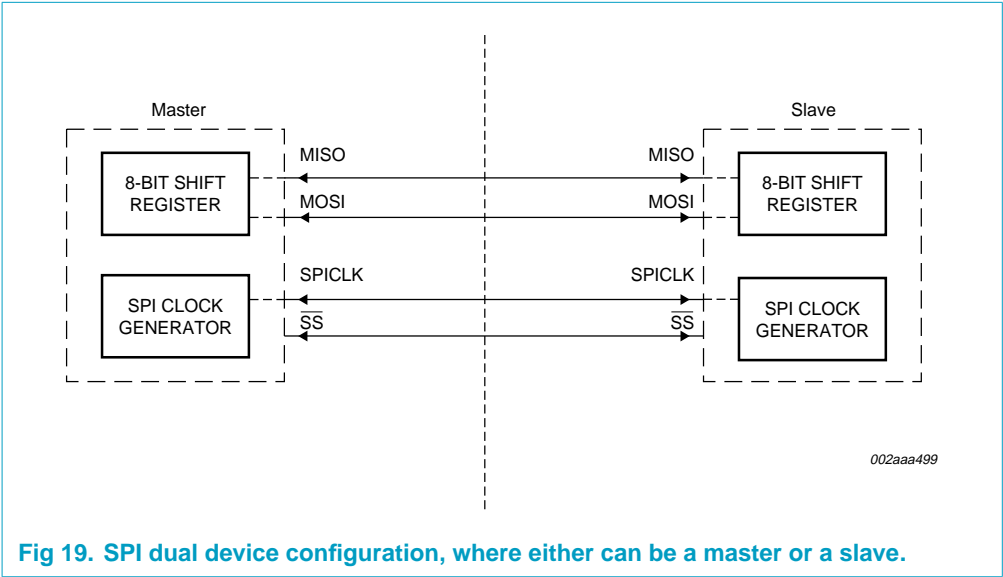 Master
Slave
8-BIT SHIFT
REGISTER
MISO
MISO
MOSI
MOSI
8-BIT SHIFT
REGISTER
SPI CLOCK
GENERATOR
SPICLK
SPICLK
SS
SS
SPI CLOCK
GENERATOR
002aaa499
Fig 19. SPI dual device configuration, where either can be a master or a slave.